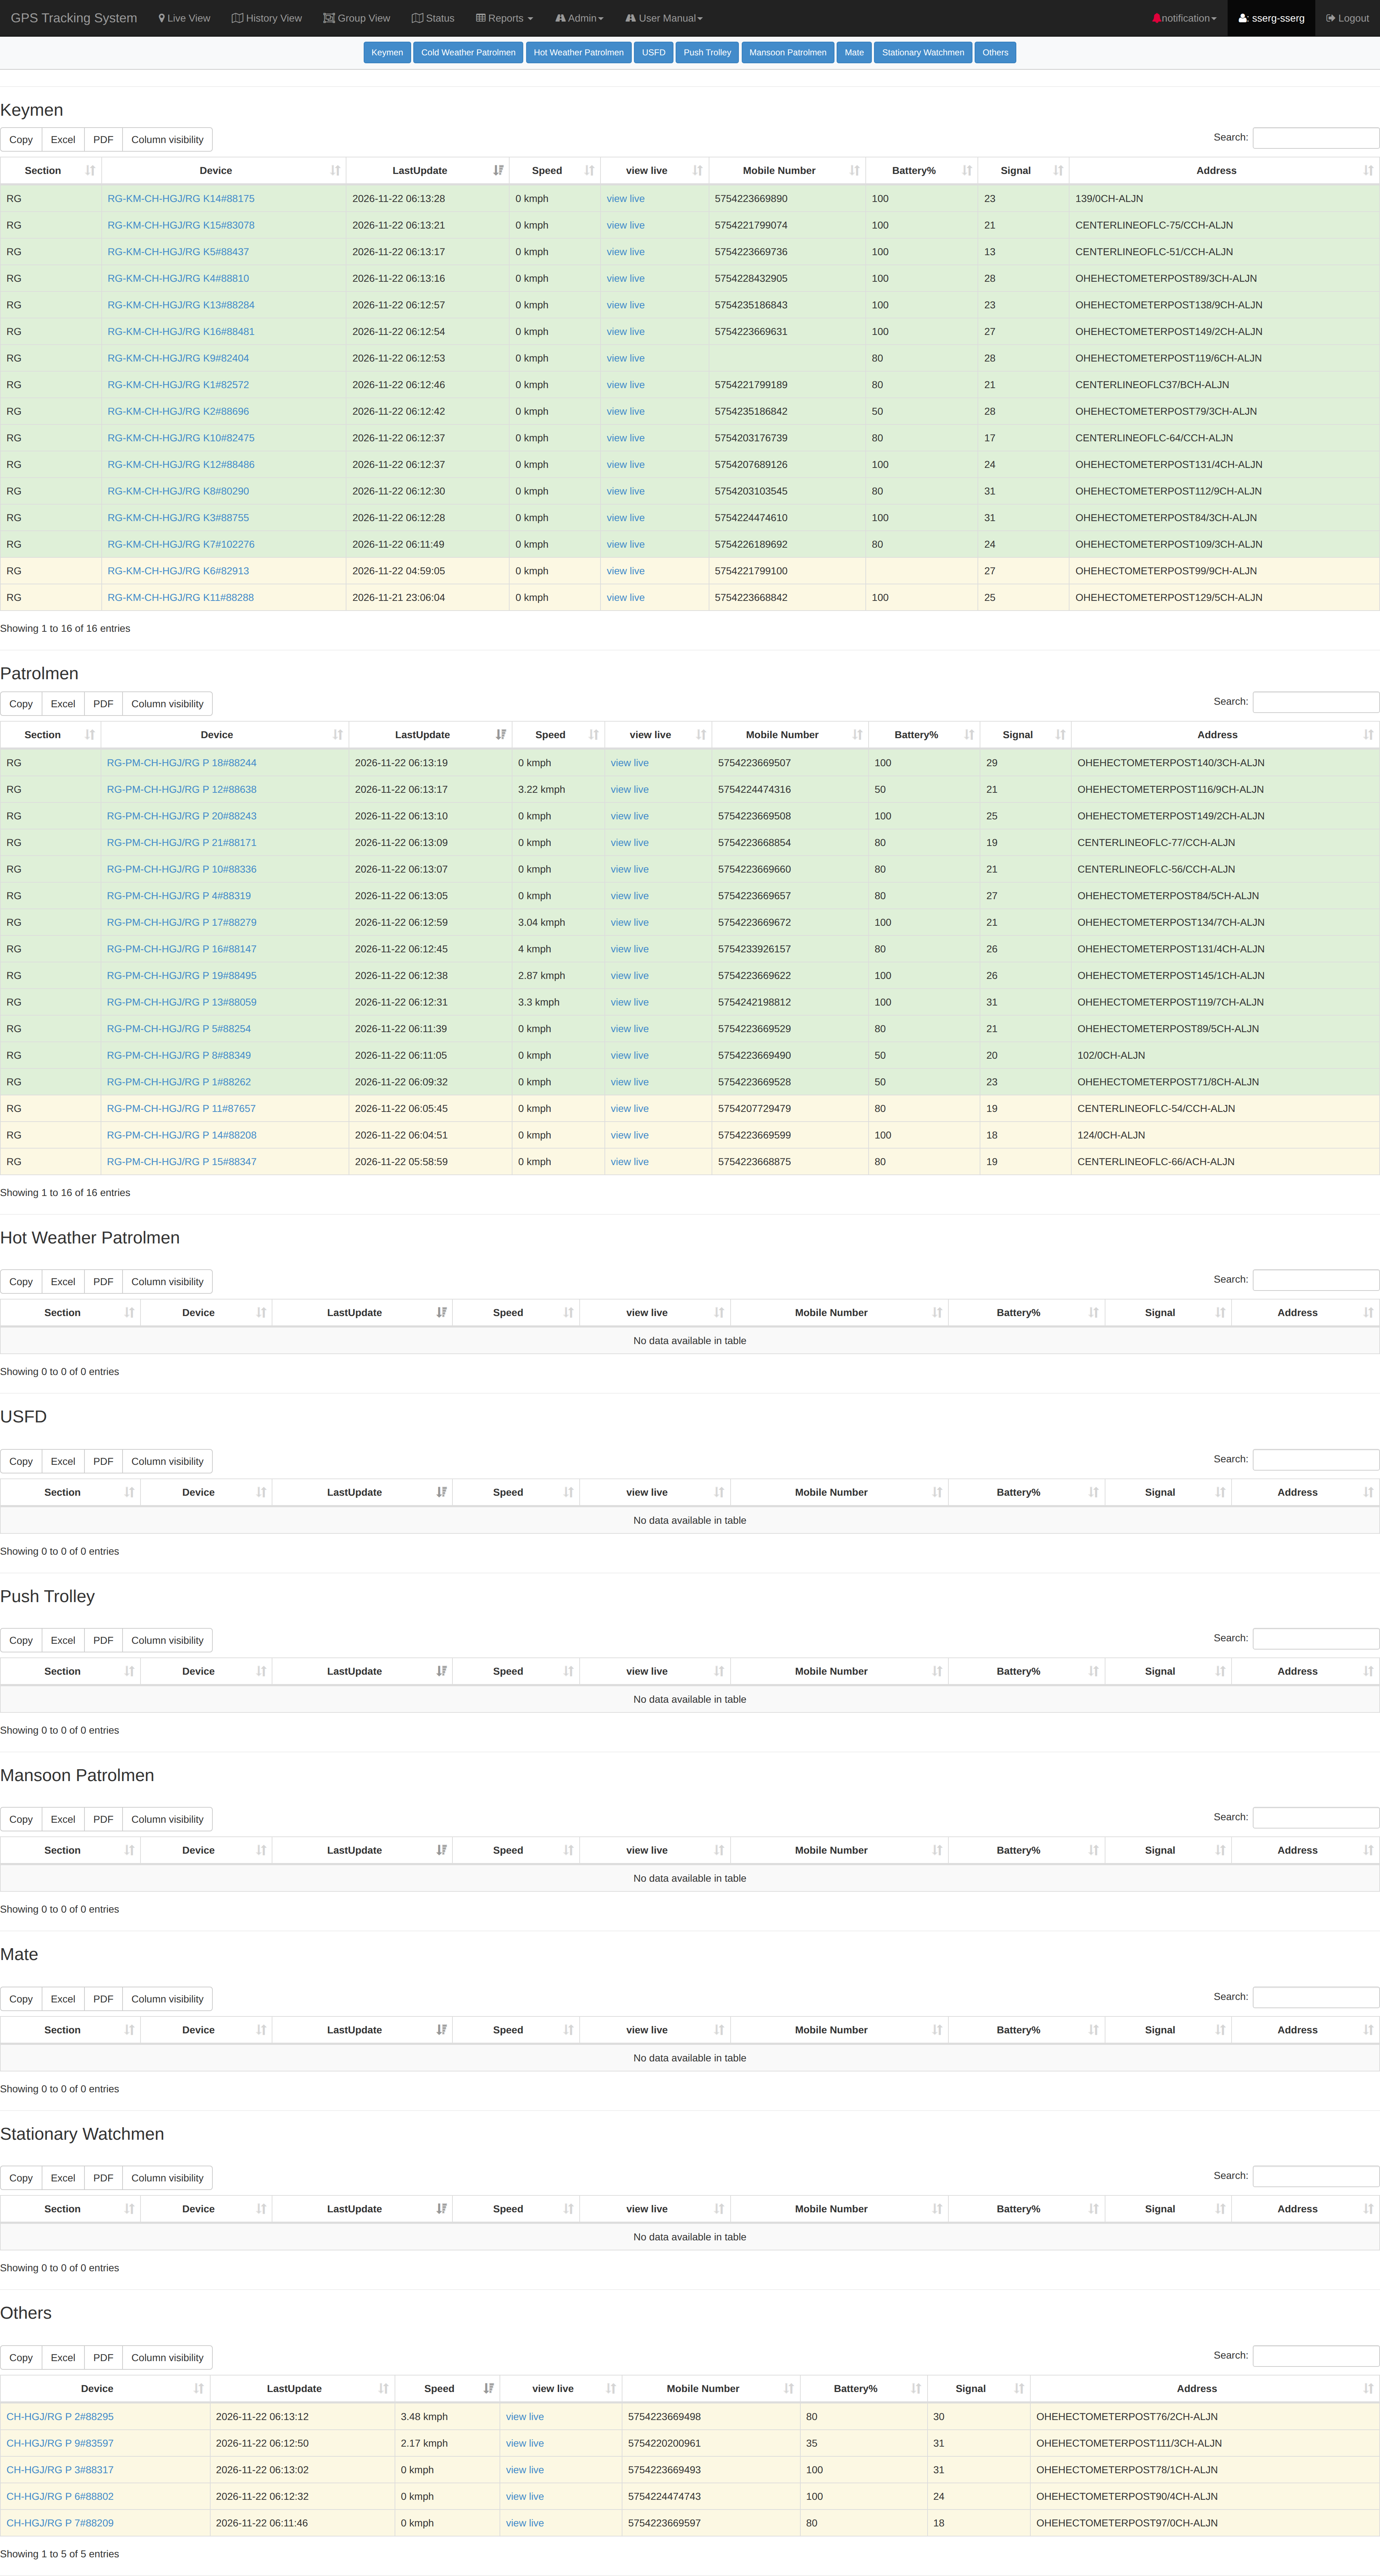 GPS Tracking System Live View History View Group View Status Reports Admin User Manual notification : sserg-sserg Logout
Keymen Cold Weather Patrolmen Hot Weather Patrolmen USFD Push Trolley Mansoon Patrolmen Mate Stationary Watchmen Others
Keymen
Copy Excel PDF Column visibility Search:
Section Device LastUpdate Speed view live Mobile Number Battery% Signal Address
RG RG-KM-CH-HGJ/RG K14#88175 2026-11-22 06:13:28 0 kmph view live 5754223669890 100 23 139/0CH-ALJN
RG RG-KM-CH-HGJ/RG K15#83078 2026-11-22 06:13:21 0 kmph view live 5754221799074 100 21 CENTERLINEOFLC-75/CCH-ALJN
RG RG-KM-CH-HGJ/RG K5#88437 2026-11-22 06:13:17 0 kmph view live 5754223669736 100 13 CENTERLINEOFLC-51/CCH-ALJN
RG RG-KM-CH-HGJ/RG K4#88810 2026-11-22 06:13:16 0 kmph view live 5754228432905 100 28 OHEHECTOMETERPOST89/3CH-ALJN
RG RG-KM-CH-HGJ/RG K13#88284 2026-11-22 06:12:57 0 kmph view live 5754235186843 100 23 OHEHECTOMETERPOST138/9CH-ALJN
RG RG-KM-CH-HGJ/RG K16#88481 2026-11-22 06:12:54 0 kmph view live 5754223669631 100 27 OHEHECTOMETERPOST149/2CH-ALJN
RG RG-KM-CH-HGJ/RG K9#82404 2026-11-22 06:12:53 0 kmph view live 80 28 OHEHECTOMETERPOST119/6CH-ALJN
RG RG-KM-CH-HGJ/RG K1#82572 2026-11-22 06:12:46 0 kmph view live 5754221799189 80 21 CENTERLINEOFLC37/BCH-ALJN
RG RG-KM-CH-HGJ/RG K2#88696 2026-11-22 06:12:42 0 kmph view live 5754235186842 50 28 OHEHECTOMETERPOST79/3CH-ALJN
RG RG-KM-CH-HGJ/RG K10#82475 2026-11-22 06:12:37 0 kmph view live 5754203176739 80 17 CENTERLINEOFLC-64/CCH-ALJN
RG RG-KM-CH-HGJ/RG K12#88486 2026-11-22 06:12:37 0 kmph view live 5754207689126 100 24 OHEHECTOMETERPOST131/4CH-ALJN
RG RG-KM-CH-HGJ/RG K8#80290 2026-11-22 06:12:30 0 kmph view live 5754203103545 80 31 OHEHECTOMETERPOST112/9CH-ALJN
RG RG-KM-CH-HGJ/RG K3#88755 2026-11-22 06:12:28 0 kmph view live 5754224474610 100 31 OHEHECTOMETERPOST84/3CH-ALJN
RG RG-KM-CH-HGJ/RG K7#102276 2026-11-22 06:11:49 0 kmph view live 5754226189692 80 24 OHEHECTOMETERPOST109/3CH-ALJN
RG RG-KM-CH-HGJ/RG K6#82913 2026-11-22 04:59:05 0 kmph view live 5754221799100 27 OHEHECTOMETERPOST99/9CH-ALJN
RG RG-KM-CH-HGJ/RG K11#88288 2026-11-21 23:06:04 0 kmph view live 5754223668842 100 25 OHEHECTOMETERPOST129/5CH-ALJN
Showing 1 to 16 of 16 entries
Patrolmen
Copy Excel PDF Column visibility Search:
Section Device LastUpdate Speed view live Mobile Number Battery% Signal Address
RG RG-PM-CH-HGJ/RG P 18#88244 2026-11-22 06:13:19 0 kmph view live 5754223669507 100 29 OHEHECTOMETERPOST140/3CH-ALJN
RG RG-PM-CH-HGJ/RG P 12#88638 2026-11-22 06:13:17 3.22 kmph view live 5754224474316 50 21 OHEHECTOMETERPOST116/9CH-ALJN
RG RG-PM-CH-HGJ/RG P 20#88243 2026-11-22 06:13:10 0 kmph view live 5754223669508 100 25 OHEHECTOMETERPOST149/2CH-ALJN
RG RG-PM-CH-HGJ/RG P 21#88171 2026-11-22 06:13:09 0 kmph view live 5754223668854 80 19 CENTERLINEOFLC-77/CCH-ALJN
RG RG-PM-CH-HGJ/RG P 10#88336 2026-11-22 06:13:07 0 kmph view live 5754223669660 80 21 CENTERLINEOFLC-56/CCH-ALJN
RG RG-PM-CH-HGJ/RG P 4#88319 2026-11-22 06:13:05 0 kmph view live 5754223669657 80 27 OHEHECTOMETERPOST84/5CH-ALJN
RG RG-PM-CH-HGJ/RG P 17#88279 2026-11-22 06:12:59 3.04 kmph view live 5754223669672 100 21 OHEHECTOMETERPOST134/7CH-ALJN
RG RG-PM-CH-HGJ/RG P 16#88147 2026-11-22 06:12:45 4 kmph view live 5754233926157 80 26 OHEHECTOMETERPOST131/4CH-ALJN
RG RG-PM-CH-HGJ/RG P 19#88495 2026-11-22 06:12:38 2.87 kmph view live 5754223669622 100 26 OHEHECTOMETERPOST145/1CH-ALJN
RG RG-PM-CH-HGJ/RG P 13#88059 2026-11-22 06:12:31 3.3 kmph view live 5754242198812 100 31 OHEHECTOMETERPOST119/7CH-ALJN
RG RG-PM-CH-HGJ/RG P 5#88254 2026-11-22 06:11:39 0 kmph view live 5754223669529 80 21 OHEHECTOMETERPOST89/5CH-ALJN
RG RG-PM-CH-HGJ/RG P 8#88349 2026-11-22 06:11:05 0 kmph view live 5754223669490 50 20 102/0CH-ALJN
RG RG-PM-CH-HGJ/RG P 1#88262 2026-11-22 06:09:32 0 kmph view live 5754223669528 50 23 OHEHECTOMETERPOST71/8CH-ALJN
RG RG-PM-CH-HGJ/RG P 11#87657 2026-11-22 06:05:45 0 kmph view live 5754207729479 80 19 CENTERLINEOFLC-54/CCH-ALJN
RG RG-PM-CH-HGJ/RG P 14#88208 2026-11-22 06:04:51 0 kmph view live 5754223669599 100 18 124/0CH-ALJN
RG RG-PM-CH-HGJ/RG P 15#88347 2026-11-22 05:58:59 0 kmph view live 5754223668875 80 19 CENTERLINEOFLC-66/ACH-ALJN
Showing 1 to 16 of 16 entries
Hot Weather Patrolmen
Copy Excel PDF Column visibility Search:
Section Device LastUpdate Speed view live Mobile Number Battery% Signal Address
No data available in table
Showing 0 to 0 of 0 entries
USFD
Copy Excel PDF Column visibility Search:
Section Device LastUpdate Speed view live Mobile Number Battery% Signal Address
No data available in table
Showing 0 to 0 of 0 entries
Push Trolley
Copy Excel PDF Column visibility Search:
Section Device LastUpdate Speed view live Mobile Number Battery% Signal Address
No data available in table
Showing 0 to 0 of 0 entries
Mansoon Patrolmen
Copy Excel PDF Column visibility Search:
Section Device LastUpdate Speed view live Mobile Number Battery% Signal Address
No data available in table
Showing 0 to 0 of 0 entries
Mate
Copy Excel PDF Column visibility Search:
Section Device LastUpdate Speed view live Mobile Number Battery% Signal Address
No data available in table
Showing 0 to 0 of 0 entries
Stationary Watchmen
Copy Excel PDF Column visibility Search:
Section Device LastUpdate Speed view live Mobile Number Battery% Signal Address
No data available in table
Showing 0 to 0 of 0 entries
Others
Copy Excel PDF Column visibility Search:
Device LastUpdate Speed view live Mobile Number Battery% Signal Address
CH-HGJ/RG P 2#88295 2026-11-22 06:13:12 3.48 kmph view live 5754223669498 80 30 OHEHECTOMETERPOST76/2CH-ALJN
CH-HGJ/RG P 9#83597 2026-11-22 06:12:50 2.17 kmph view live 5754220200961 35 31 OHEHECTOMETERPOST111/3CH-ALJN
CH-HGJ/RG P 3#88317 2026-11-22 06:13:02 0 kmph view live 5754223669493 100 31 OHEHECTOMETERPOST78/1CH-ALJN
CH-HGJ/RG P 6#88802 2026-11-22 06:12:32 0 kmph view live 5754224474743 100 24 OHEHECTOMETERPOST90/4CH-ALJN
CH-HGJ/RG P 7#88209 2026-11-22 06:11:46 0 kmph view live 5754223669597 80 18 OHEHECTOMETERPOST97/0CH-ALJN
Showing 1 to 5 of 5 entries